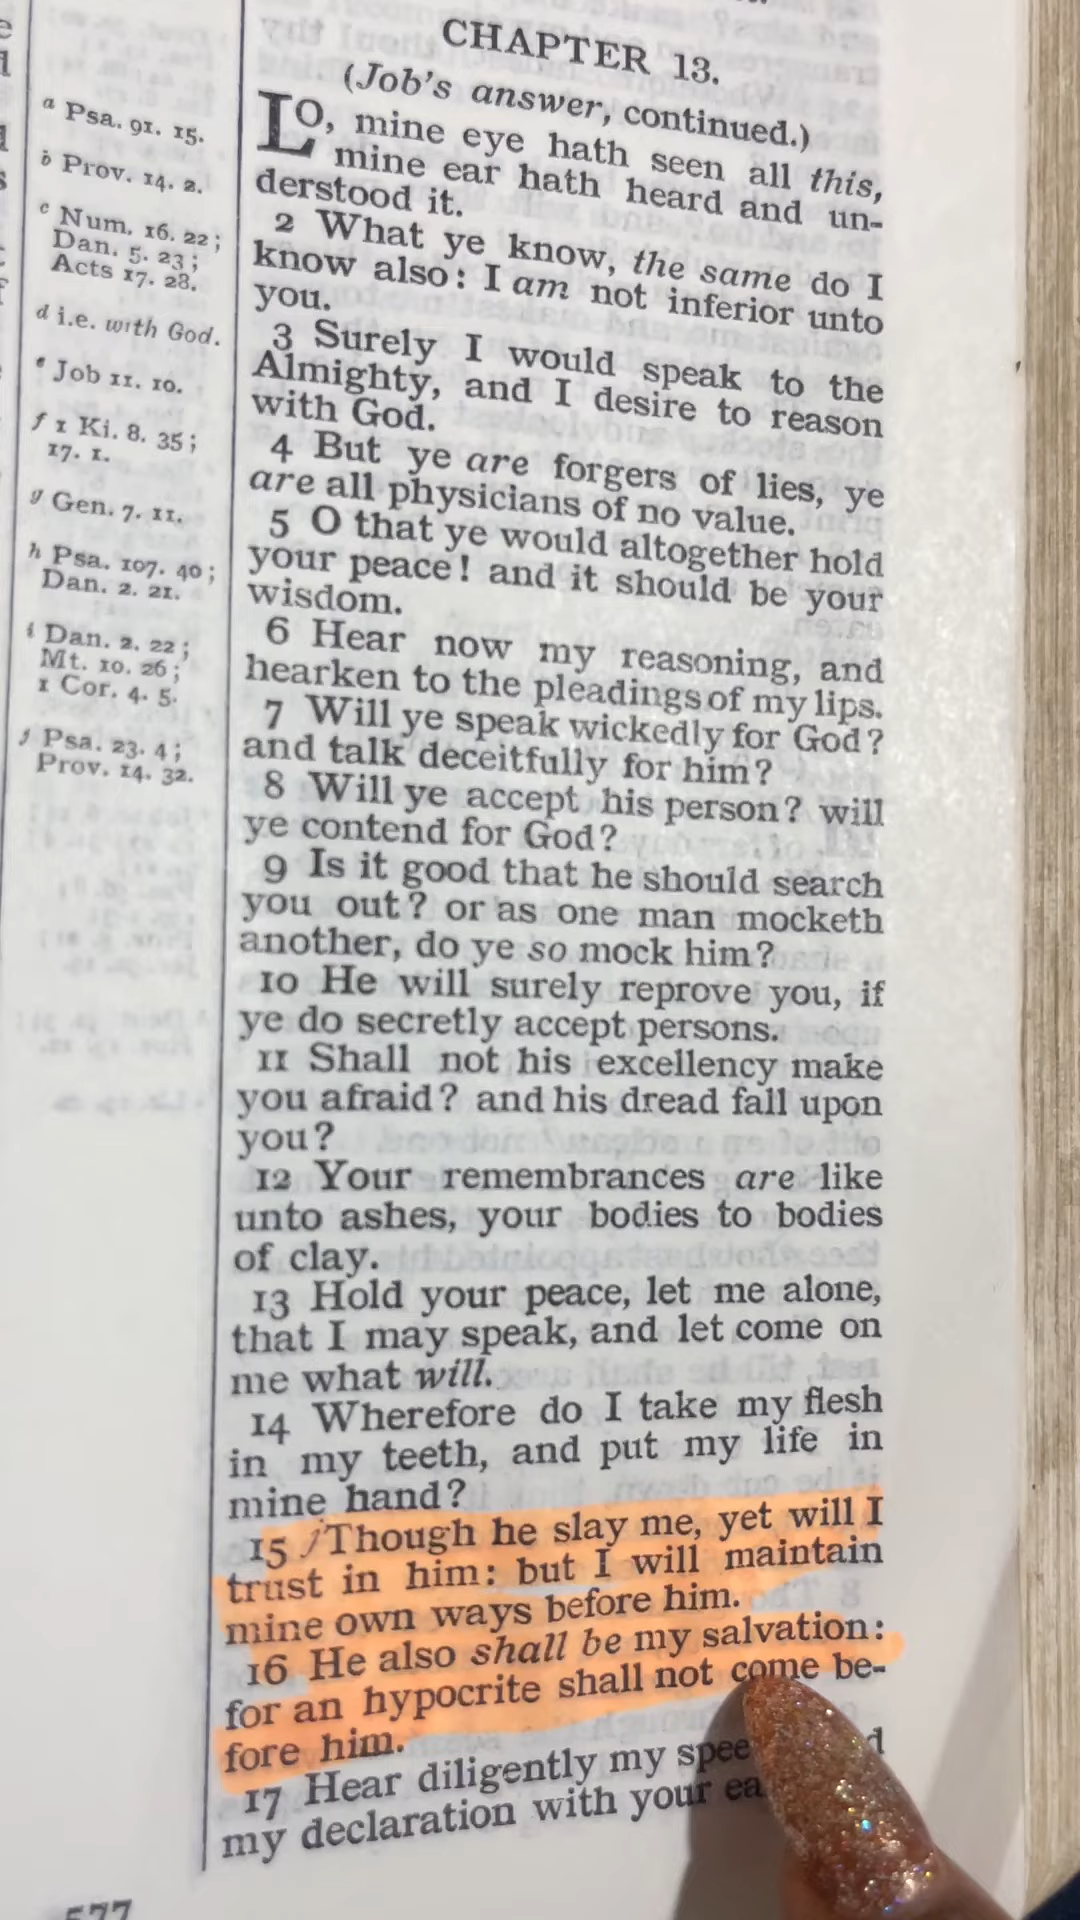 a Psa. 91. 15.
b Prov. 14. 2.
c Num. 16. 22;
Dan. 5. 23;
Acts 17. 28.
d i.e. with God.
e Job 11. 10.
f 1 Ki. 8. 35;
17. 1.
g Gen. 7. 11.
h Psa. 107. 40;
Dan. 2. 21.
i Dan. 2. 22;
Mt. 10. 26;
1 Cor. 4. 5.
j Psa. 23. 4;
Prov. 14. 32.
CHAPTER 13.
(Job's answer, continued.)
LO, mine eye hath seen all this,
mine ear hath heard and un-
derstood it.
2 What ye know, the same do I
know also: I am not inferior unto
you.
3 Surely I would speak to the
Almighty, and I desire to reason
with God.
4 But ye are forgers of lies, ye
are all physicians of no value.
5 O that ye would altogether hold
your peace! and it should be your
wisdom.
6 Hear now my reasoning, and
hearken to the pleadings of my lips.
7 Will ye speak wickedly for God?
and talk deceitfully for him?
8 Will ye accept his person? will
ye contend for God?
9 Is it good that he should search
you out? or as one man mocketh
another, do ye so mock him?
10 He will surely reprove you, if
ye do secretly accept persons.
11 Shall not his excellency make
you afraid? and his dread fall upon
you?
12 Your remembrances are like
unto ashes, your bodies to bodies
of clay.
13 Hold your peace, let me alone,
that I may speak, and let come on
me what will.
14 Wherefore do I take my flesh
in my teeth, and put my life in
mine hand?
15 jThough he slay me, yet will I
trust in him: but I will maintain
mine own ways before him.
16 He also shall be my salvation:
for an hypocrite shall not come be-
fore him.
17 Hear diligently my
my declaration with your
577